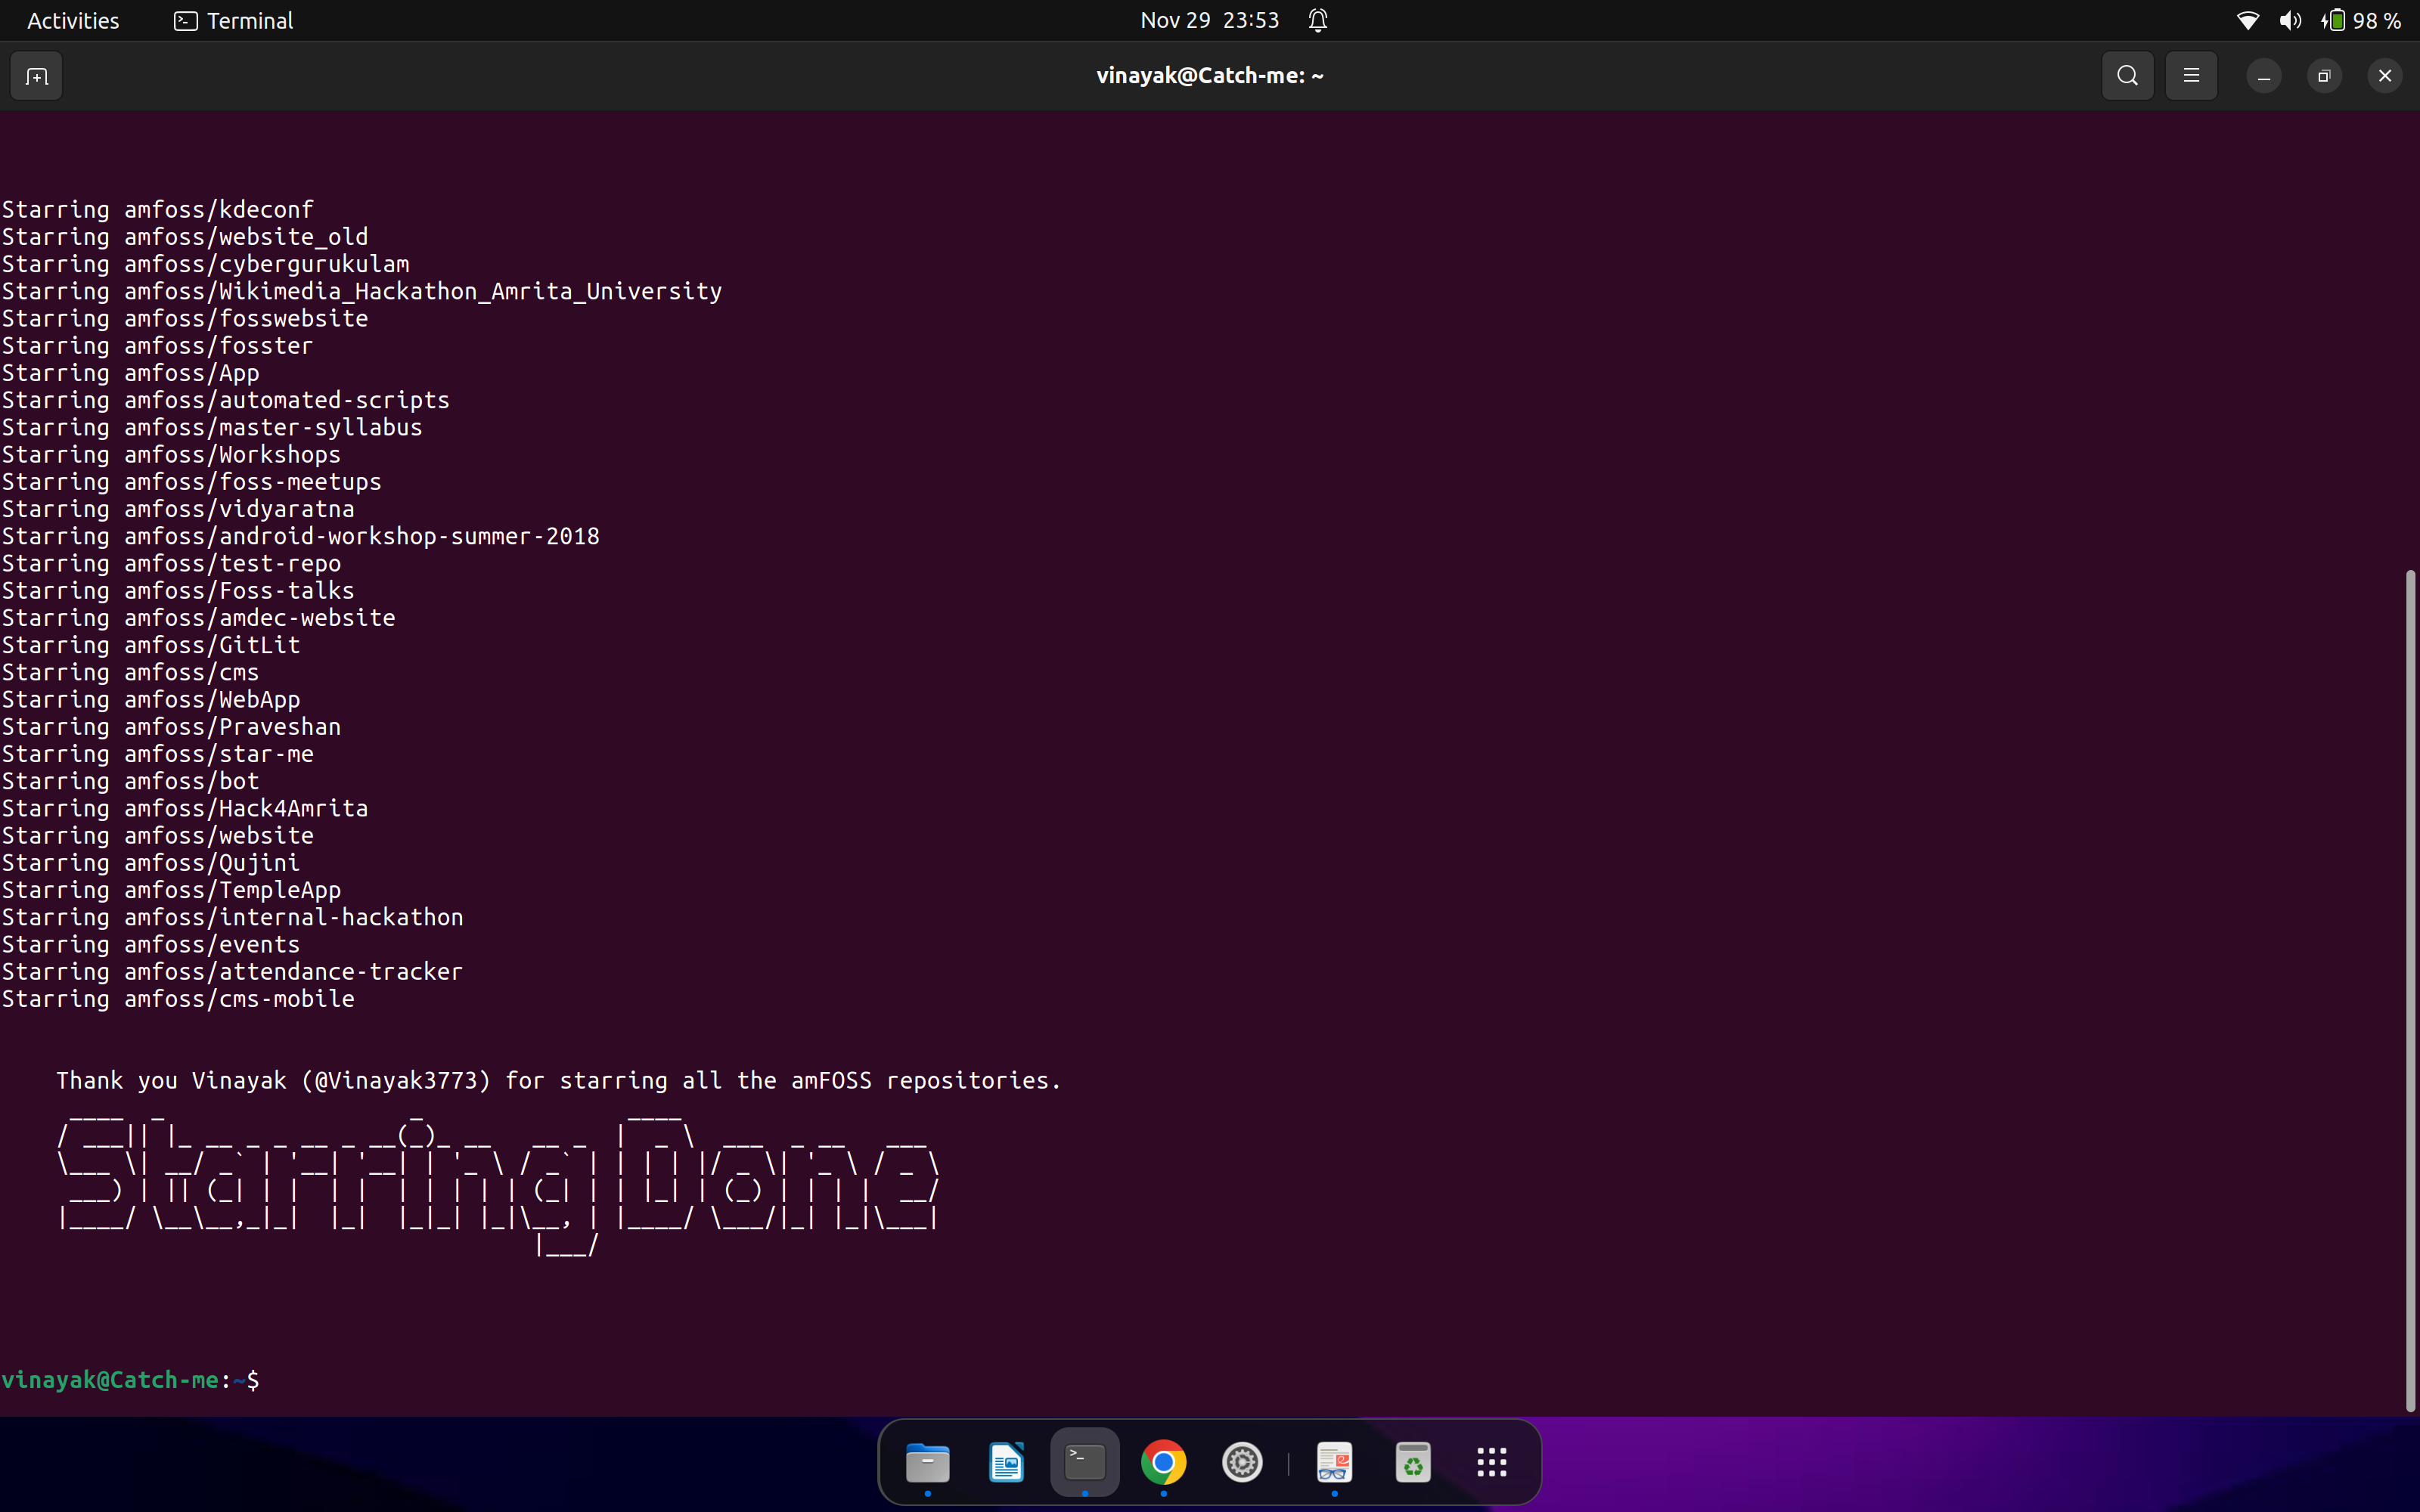 Activities Terminal Nov 29 23:53 98 %
vinayak@Catch-me: ~
Starring amfoss/kdeconf
Starring amfoss/website_old
Starring amfoss/cybergurukulam
Starring amfoss/Wikimedia_Hackathon_Amrita_University
Starring amfoss/fosswebsite
Starring amfoss/fosster
Starring amfoss/App
Starring amfoss/automated-scripts
Starring amfoss/master-syllabus
Starring amfoss/Workshops
Starring amfoss/foss-meetups
Starring amfoss/vidyaratna
Starring amfoss/android-workshop-summer-2018
Starring amfoss/test-repo
Starring amfoss/Foss-talks
Starring amfoss/amdec-website
Starring amfoss/GitLit
Starring amfoss/cms
Starring amfoss/WebApp
Starring amfoss/Praveshan
Starring amfoss/star-me
Starring amfoss/bot
Starring amfoss/Hack4Amrita
Starring amfoss/website
Starring amfoss/Qujini
Starring amfoss/TempleApp
Starring amfoss/internal-hackathon
Starring amfoss/events
Starring amfoss/attendance-tracker
Starring amfoss/cms-mobile
Thank you Vinayak (@Vinayak3773) for starring all the amFOSS repositories.
Starring Done
vinayak@Catch-me:~$